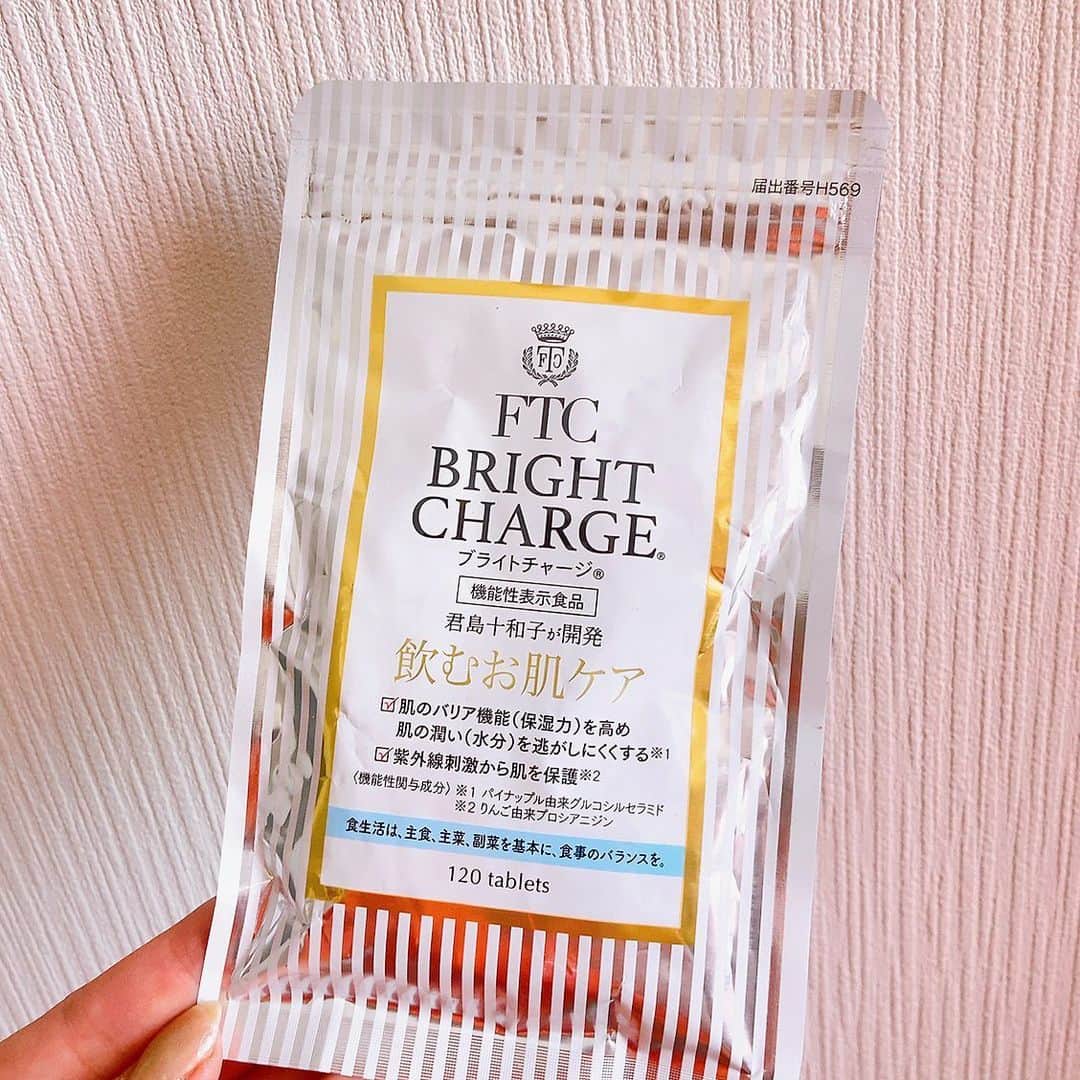 届出番号H569
FTC
FTC
BRIGHT
CHARGE®
ブライトチャージ®
機能性表示食品
君島十和子が開発
飲むお肌ケア
☑肌のバリア機能(保湿力)を高め
肌の潤い(水分)を逃がしにくくする※1
☑紫外線刺激から肌を保護※2
〈機能性関与成分〉※1 パイナップル由来グルコシルセラミド
※2 りんご由来プロシアニジン
食生活は、主食、主菜、副菜を基本に、食事のバランスを。
120 tablets